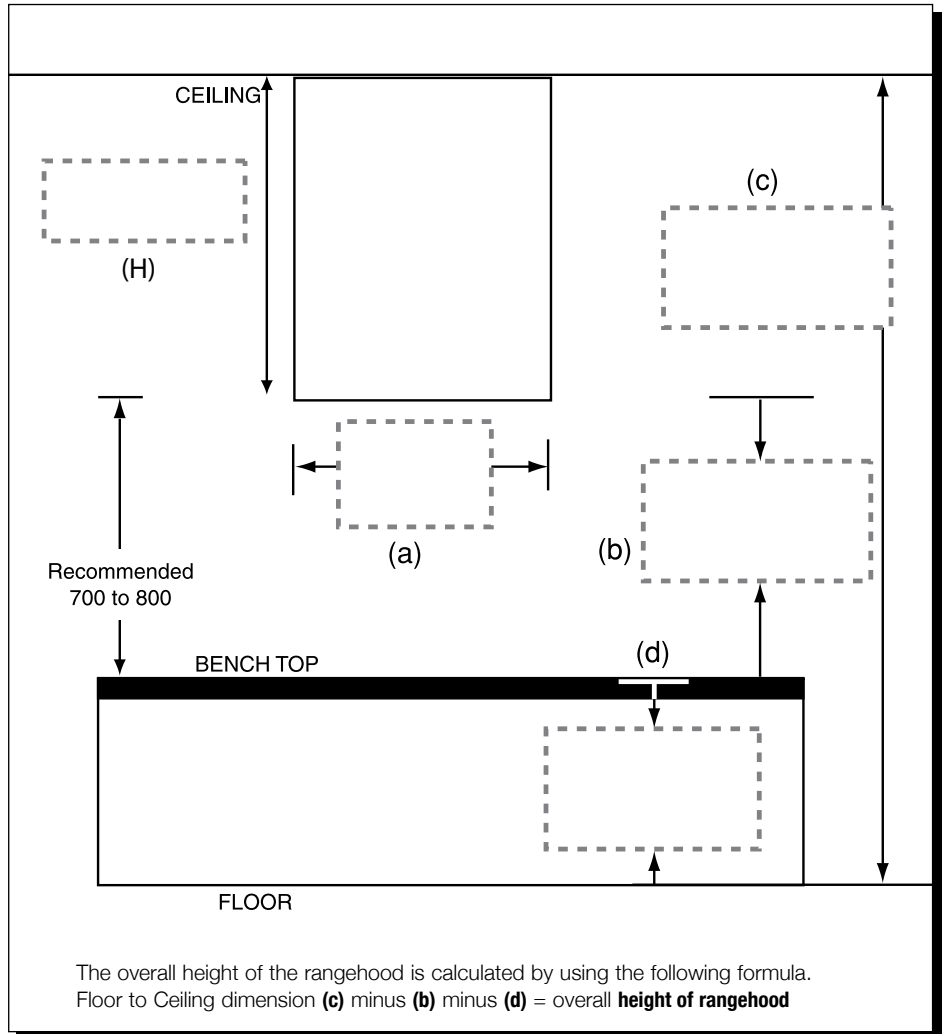 CEILING
(c)
(H)
(a)
(b)
Recommended
700 to 800
BENCH TOP
(d)
FLOOR
The overall height of the rangehood is calculated by using the following formula.
Floor to Ceiling dimension (c) minus (b) minus (d) = overall height of rangehood